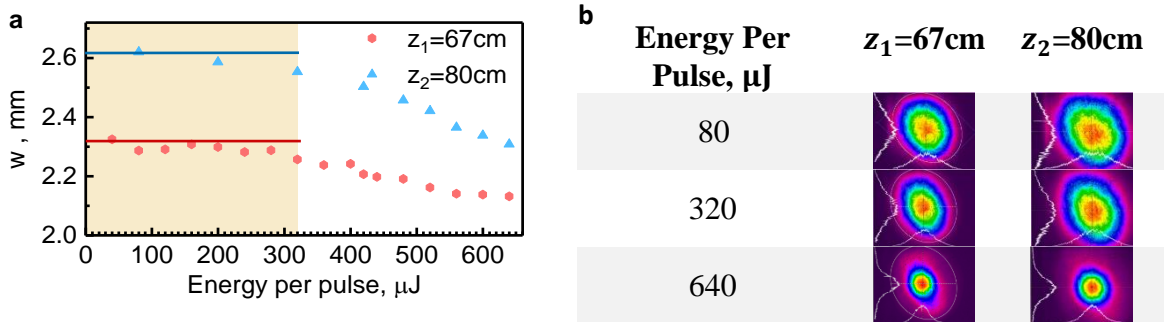 a
z₁=67cm
z₂=80cm
w , mm
2.6
2.4
2.2
2.0
0 100 200 300 400 500 600
Energy per pulse, μJ
b
Energy Per Pulse, μJ
z₁=67cm
z₂=80cm
80
320
640